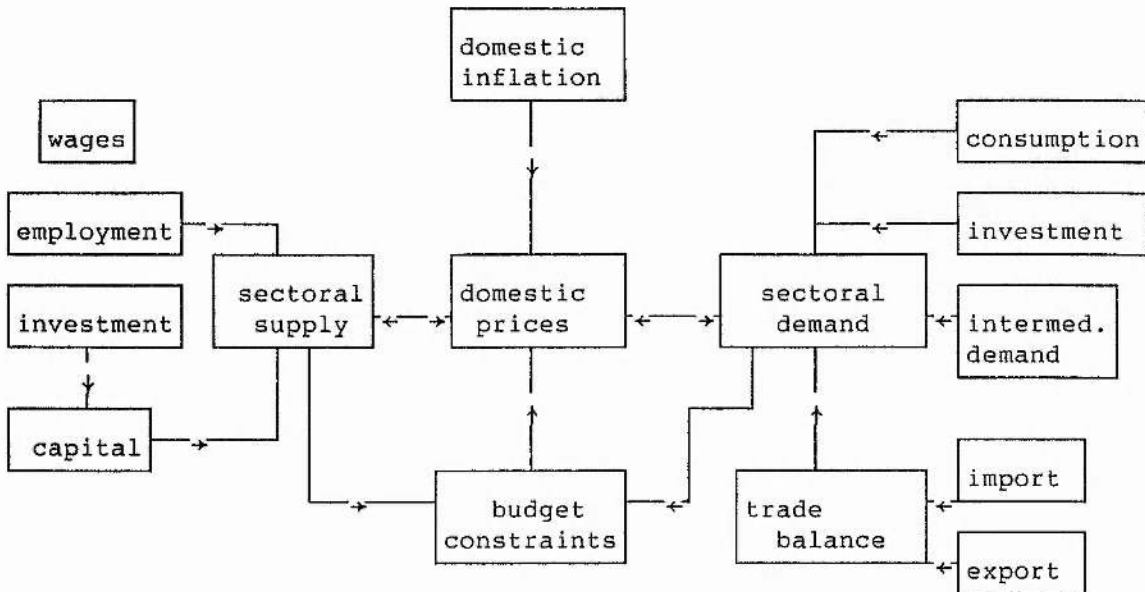 domestic
inflation
wages
consumption
employment
investment
sectoral
supply
domestic
prices
sectoral
demand
investment
intermed.
demand
capital
budget
constraints
trade
balance
import
export